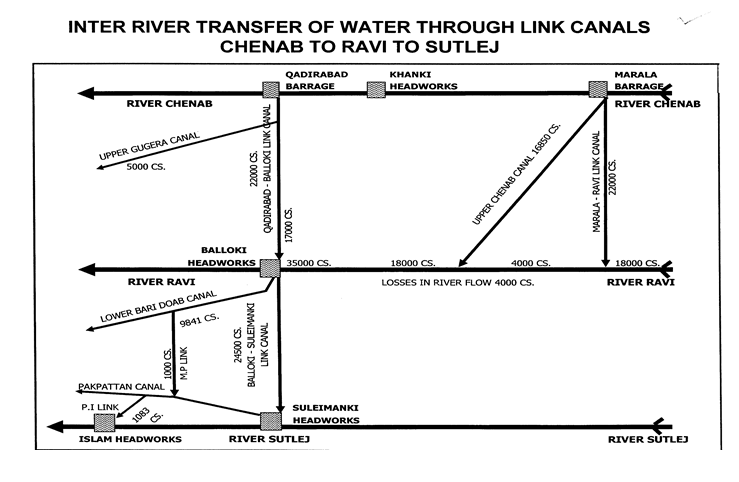 INTER RIVER TRANSFER OF WATER THROUGH LINK CANALS
CHENAB TO RAVI TO SUTLEJ
QADIRABAD
BARRAGE
KHANKI
HEADWORKS
MARALA
BARRAGE
RIVER CHENAB
RIVER CHENAB
UPPER GUGERA CANAL
5000 CS.
22000 CS.
QADIRABAD - BALLOKI LINK CANAL
17000 CS.
UPPER CHENAB CANAL 16850 CS.
MARALA - RAVI LINK CANAL
22000 CS.
BALLOKI
HEADWORKS
35000 CS.
18000 CS.
4000 CS.
18000 CS.
RIVER RAVI
LOSSES IN RIVER FLOW 4000 CS.
RIVER RAVI
LOWER BARI DOAB CANAL
9841 CS.
1000 CS.
M.P LINK
24500 CS.
BALLOKI - SULEIMANKI
LINK CANAL
PAKPATTAN CANAL
P.I LINK
1083
CS.
SULEIMANKI
HEADWORKS
ISLAM HEADWORKS
RIVER SUTLEJ
RIVER SUTLEJ